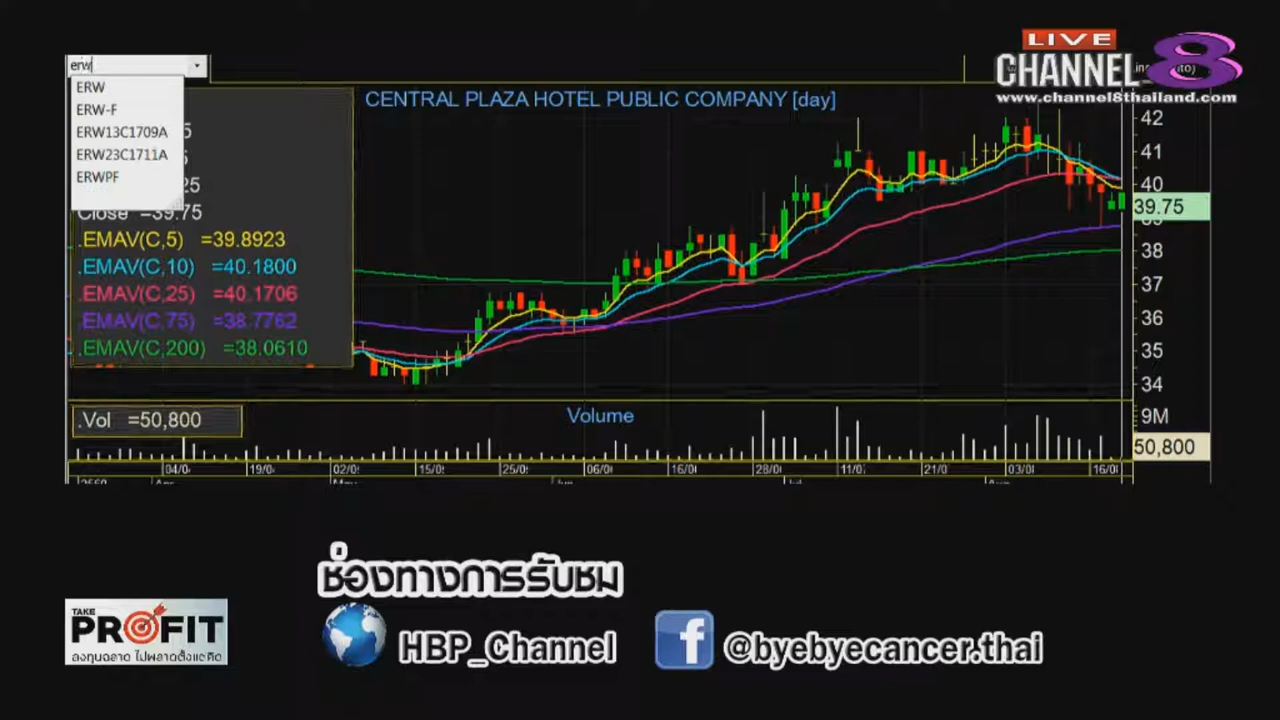 LIVE
CHANNEL 8
www.channel8thailand.com
erw
ERW
ERW-F
ERW13C1709A
ERW23C1711A
ERWPF
CENTRAL PLAZA HOTEL PUBLIC COMPANY [day]
5
25
Close =39.75
.EMAV(C,5) =39.8923
.EMAV(C,10) =40.1800
.EMAV(C,25) =40.1706
.EMAV(C,75) =38.7762
.EMAV(C,200) =38.0610
42
41
40
39.75
38
37
36
35
34
.Vol =50,800
Volume
9M
50,800
04/0 19/0 02/0 15/0 25/0 06/0 16/0 28/0 11/0 21/0 03/0 16/0
ช่องทางการรับชม
TAKE
PROFIT
ลงทุนฉลาด ไม่พลาดตั้งแต่คิด
HBP_Channel
@byebyecancer.thai